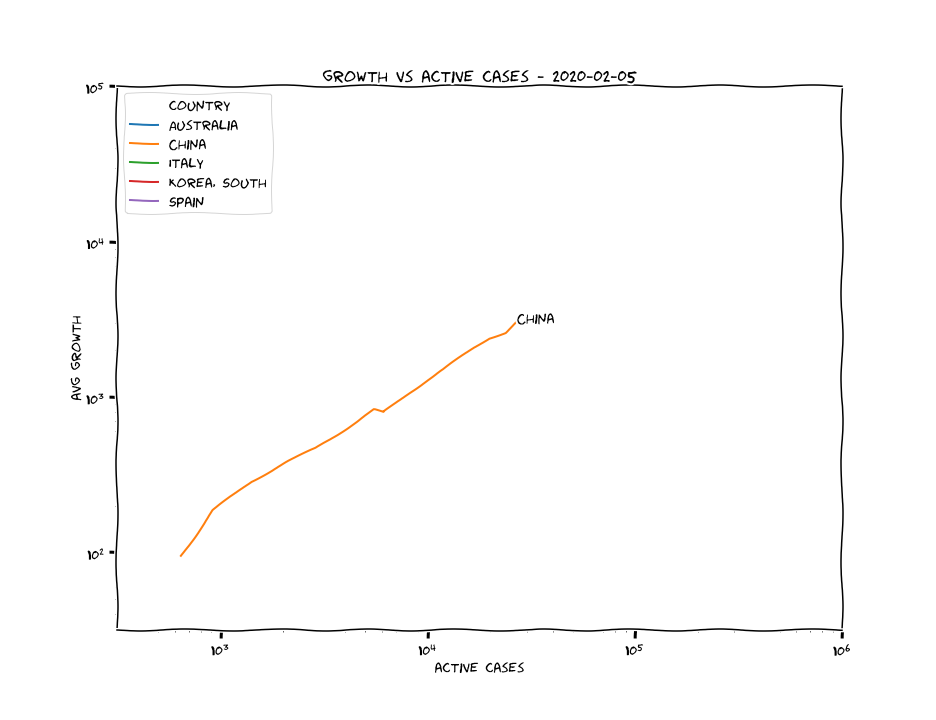 GROWTH VS ACTIVE CASES - 2020-02-05
10⁵
COUNTRY
AUSTRALIA
CHINA
ITALY
KOREA, SOUTH
SPAIN
10⁴
CHINA
AVG GROWTH
10³
10²
10³ 10⁴ 10⁵ 10⁶
ACTIVE CASES